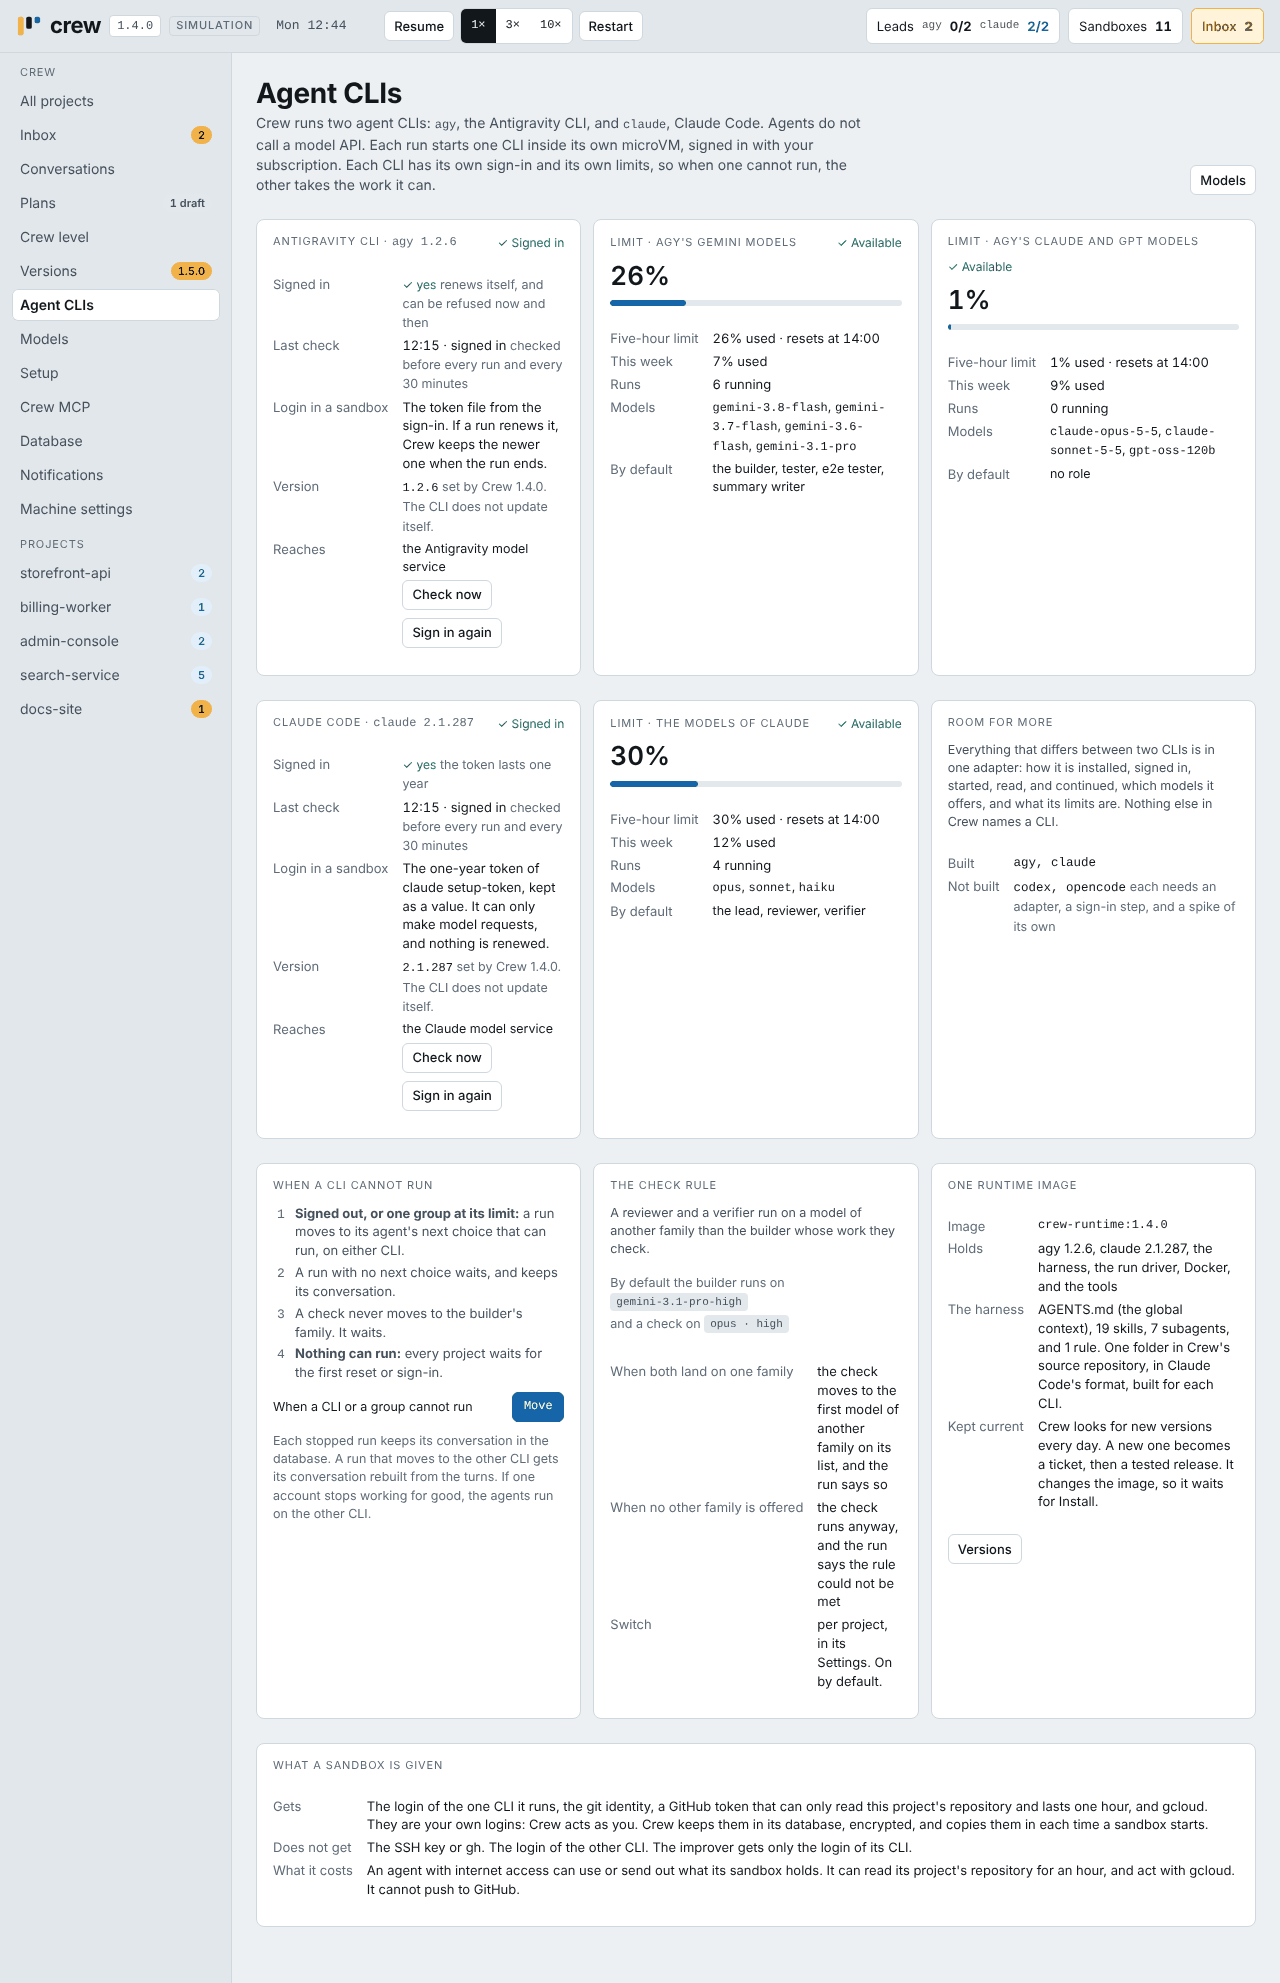 crew 1.4.0 SIMULATION Mon 12:44 Resume 1× 3× 10× Restart Leads agy 0/2 claude 2/2 Sandboxes 11 Inbox 2
CREW
All projects
Inbox 2
Conversations
Plans 1 draft
Crew level
Versions 1.5.0
Agent CLIs
Models
Setup
Crew MCP
Database
Notifications
Machine settings
PROJECTS
storefront-api 2
billing-worker 1
admin-console 2
search-service 5
docs-site 1
Agent CLIs
Crew runs two agent CLIs: agy, the Antigravity CLI, and claude, Claude Code. Agents do not
call a model API. Each run starts one CLI inside its own microVM, signed in with your
subscription. Each CLI has its own sign-in and its own limits, so when one cannot run, the
other takes the work it can.
Models
ANTIGRAVITY CLI · agy 1.2.6 ✓ Signed in
Signed in ✓ yes renews itself, and
can be refused now and
then
Last check 12:15 · signed in checked
before every run and every
30 minutes
Login in a sandbox The token file from the
sign-in. If a run renews it,
Crew keeps the newer
one when the run ends.
Version 1.2.6 set by Crew 1.4.0.
The CLI does not update
itself.
Reaches the Antigravity model
service
Check now
Sign in again
LIMIT · AGY'S GEMINI MODELS ✓ Available
26%
Five-hour limit 26% used · resets at 14:00
This week 7% used
Runs 6 running
Models gemini-3.8-flash, gemini-
3.7-flash, gemini-3.6-
flash, gemini-3.1-pro
By default the builder, tester, e2e tester,
summary writer
LIMIT · AGY'S CLAUDE AND GPT MODELS
✓ Available
1%
Five-hour limit 1% used · resets at 14:00
This week 9% used
Runs 0 running
Models claude-opus-5-5, claude-
sonnet-5-5, gpt-oss-120b
By default no role
CLAUDE CODE · claude 2.1.287 ✓ Signed in
Signed in ✓ yes the token lasts one
year
Last check 12:15 · signed in checked
before every run and every
30 minutes
Login in a sandbox The one-year token of
claude setup-token, kept
as a value. It can only
make model requests,
and nothing is renewed.
Version 2.1.287 set by Crew 1.4.0.
The CLI does not update
itself.
Reaches the Claude model service
Check now
Sign in again
LIMIT · THE MODELS OF CLAUDE ✓ Available
30%
Five-hour limit 30% used · resets at 14:00
This week 12% used
Runs 4 running
Models opus, sonnet, haiku
By default the lead, reviewer, verifier
ROOM FOR MORE
Everything that differs between two CLIs is in
one adapter: how it is installed, signed in,
started, read, and continued, which models it
offers, and what its limits are. Nothing else in
Crew names a CLI.
Built agy, claude
Not built codex, opencode each needs an
adapter, a sign-in step, and a spike of
its own
WHEN A CLI CANNOT RUN
1 Signed out, or one group at its limit: a run
moves to its agent's next choice that can
run, on either CLI.
2 A run with no next choice waits, and keeps
its conversation.
3 A check never moves to the builder's
family. It waits.
4 Nothing can run: every project waits for
the first reset or sign-in.
When a CLI or a group cannot run Move
Each stopped run keeps its conversation in the
database. A run that moves to the other CLI gets
its conversation rebuilt from the turns. If one
account stops working for good, the agents run
on the other CLI.
THE CHECK RULE
A reviewer and a verifier run on a model of
another family than the builder whose work they
check.
By default the builder runs on
gemini-3.1-pro-high
and a check on opus · high
When both land on one family the check
moves to the
first model of
another
family on its
list, and the
run says so
When no other family is offered the check
runs anyway,
and the run
says the rule
could not be
met
Switch per project,
in its
Settings. On
by default.
ONE RUNTIME IMAGE
Image crew-runtime:1.4.0
Holds agy 1.2.6, claude 2.1.287, the
harness, the run driver, Docker,
and the tools
The harness AGENTS.md (the global
context), 19 skills, 7 subagents,
and 1 rule. One folder in Crew's
source repository, in Claude
Code's format, built for each
CLI.
Kept current Crew looks for new versions
every day. A new one becomes
a ticket, then a tested release. It
changes the image, so it waits
for Install.
Versions
WHAT A SANDBOX IS GIVEN
Gets The login of the one CLI it runs, the git identity, a GitHub token that can only read this project's repository and lasts one hour, and gcloud.
They are your own logins: Crew acts as you. Crew keeps them in its database, encrypted, and copies them in each time a sandbox starts.
Does not get The SSH key or gh. The login of the other CLI. The improver gets only the login of its CLI.
What it costs An agent with internet access can use or send out what its sandbox holds. It can read its project's repository for an hour, and act with gcloud.
It cannot push to GitHub.